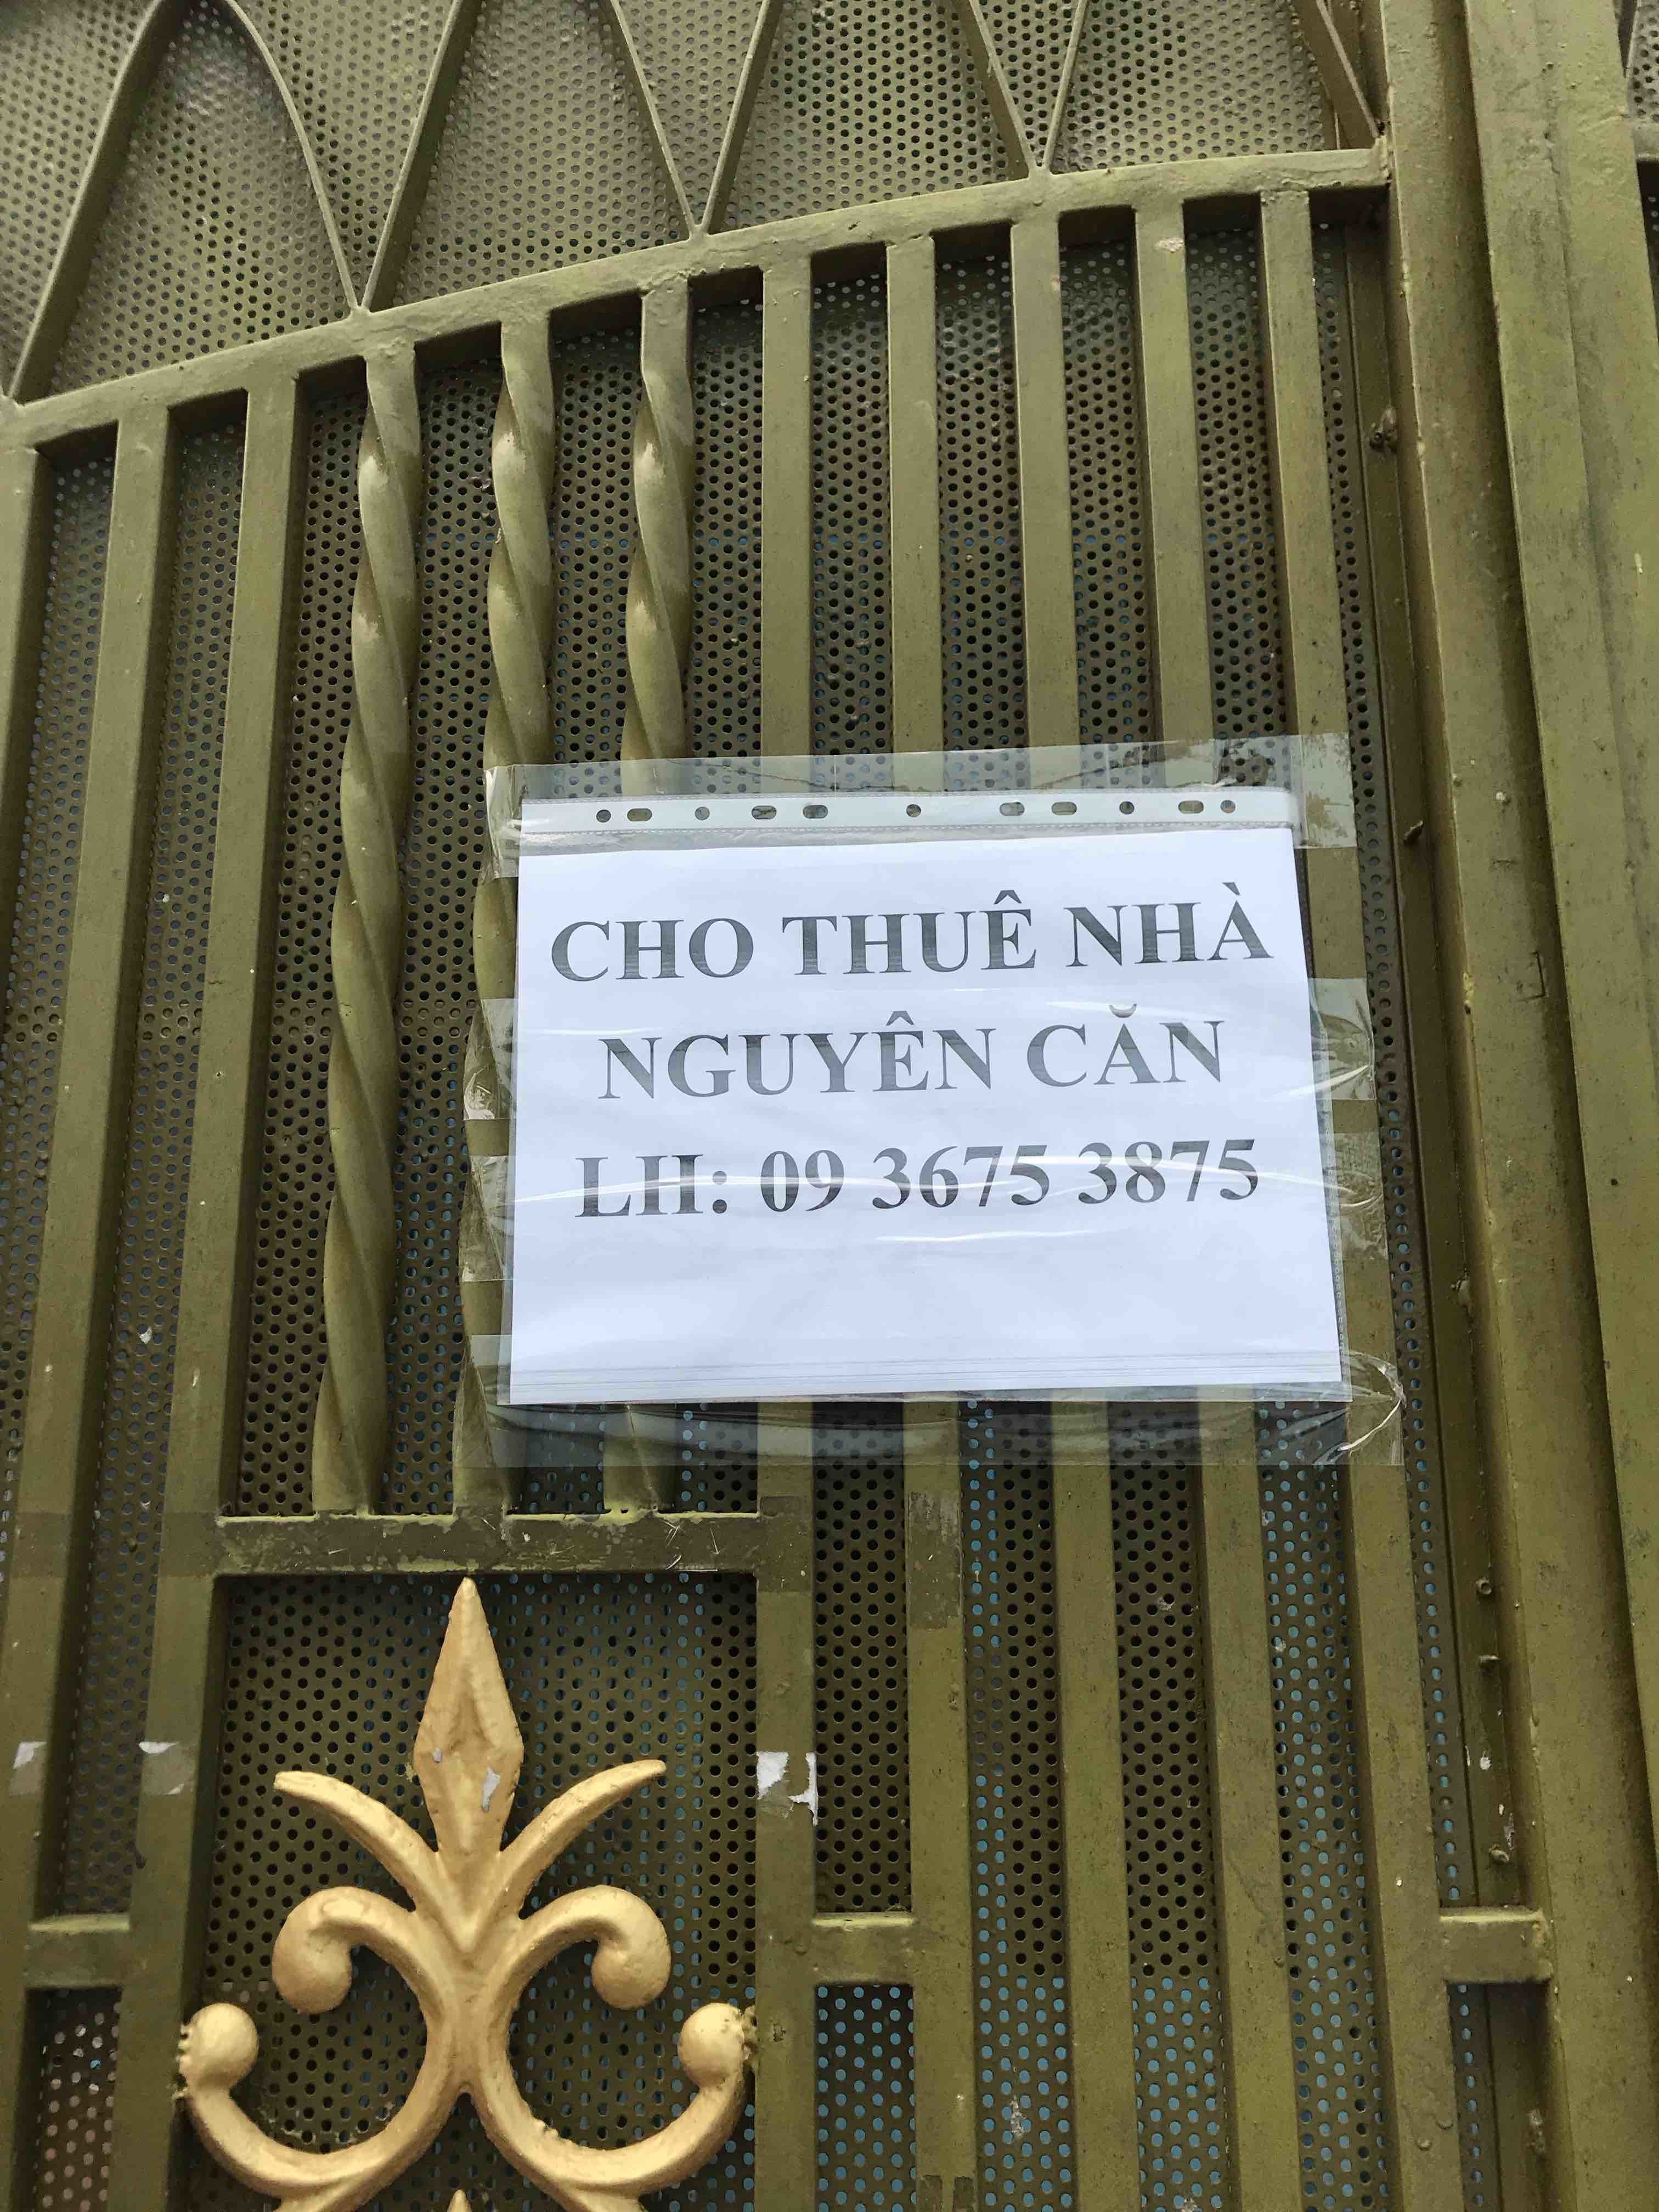 CHO THUÊ NHÀ
NGUYÊN CĂN
LH: 09 3675 3875